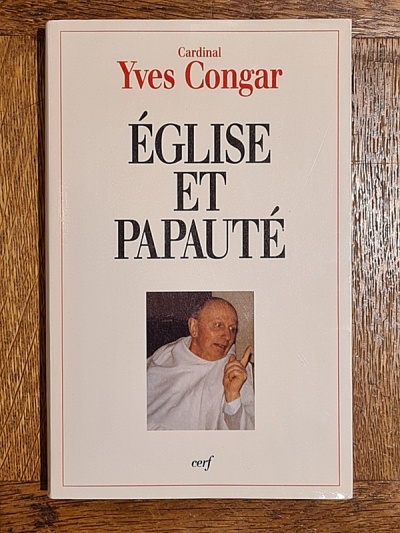 Cardinal
Yves Congar
ÉGLISE
ET
PAPAUTÉ
cerf